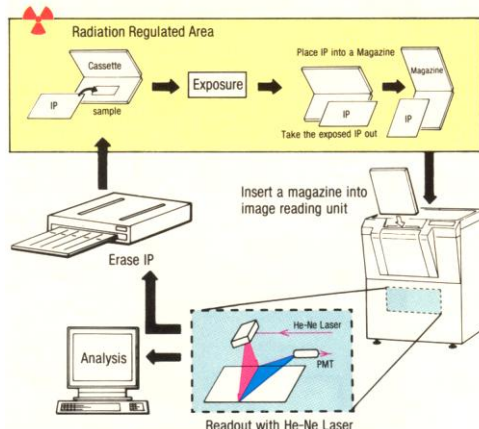 Radiation Regulated Area
Place IP into a Magazine
Cassette
IP
sample
Exposure
IP
Take the exposed IP out
Magazine
IP
Insert a magazine into
image reading unit
Erase IP
He-Ne Laser
PMT
Analysis
Readout with He-Ne Laser